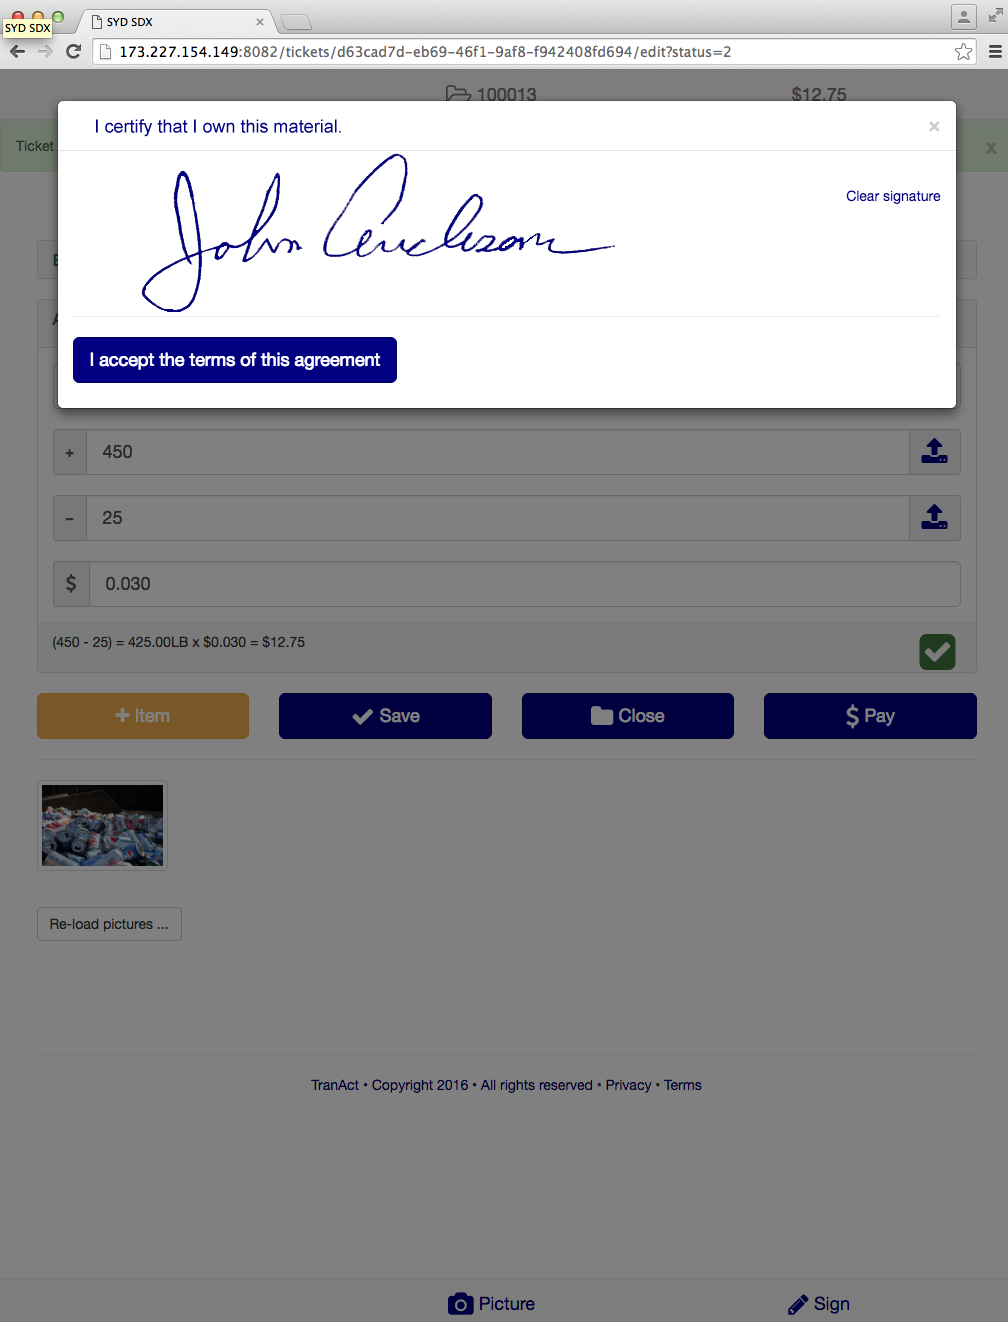 SYD SDX
SYD SDX
173.227.154.149:8082/tickets/d63cad7d-eb69-46f1-9af8-f942408fd694/edit?status=2
100013 $12.75
I certify that I own this material. ×
Ticket x
John
Clear signature
I accept the terms of this agreement
+ 450
- 25
$ 0.030
(450 - 25) = 425.00LB x $0.030 = $12.75
+ Item Save Close $ Pay
Re-load pictures ...
TranAct • Copyright 2016 • All rights reserved • Privacy • Terms
Picture Sign